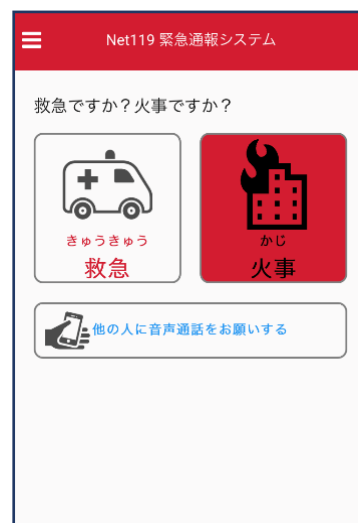 Net119 緊急通報システム
救急ですか？火事ですか？
きゅうきゅう
救急
かじ
火事
他の人に音声通話をお願いする